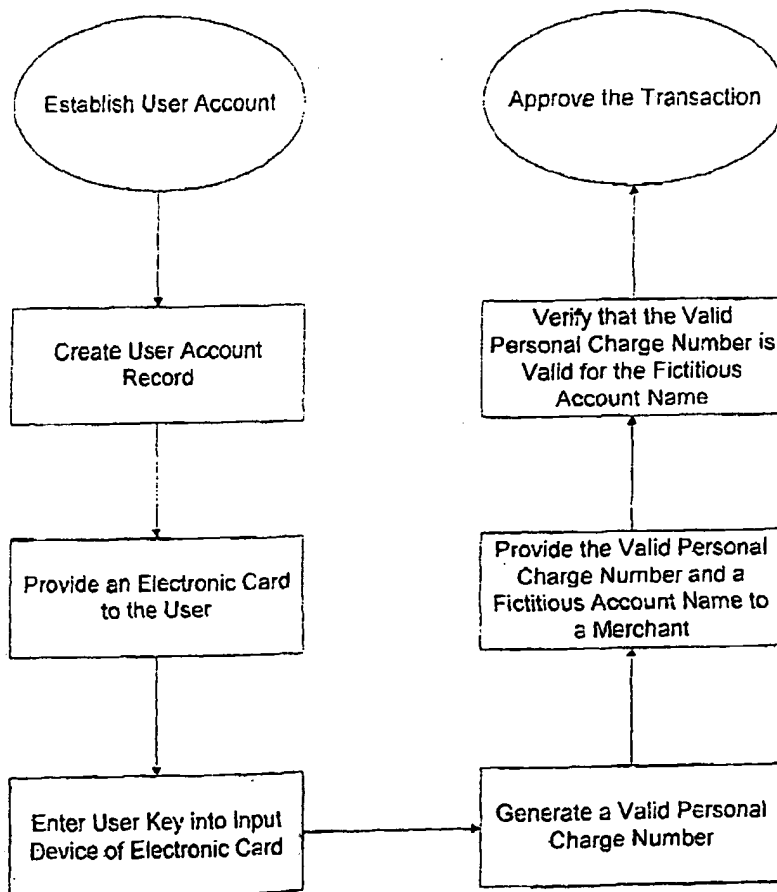 Establish User Account
Create User Account
Record
Provide an Electronic Card
to the User
Enter User Key into Input
Device of Electronic Card
Generate a Valid Personal
Charge Number
Provide the Valid Personal
Charge Number and a
Fictitious Account Name to
a Merchant
Verify that the Valid
Personal Charge Number is
Valid for the Fictitious
Account Name
Approve the Transaction